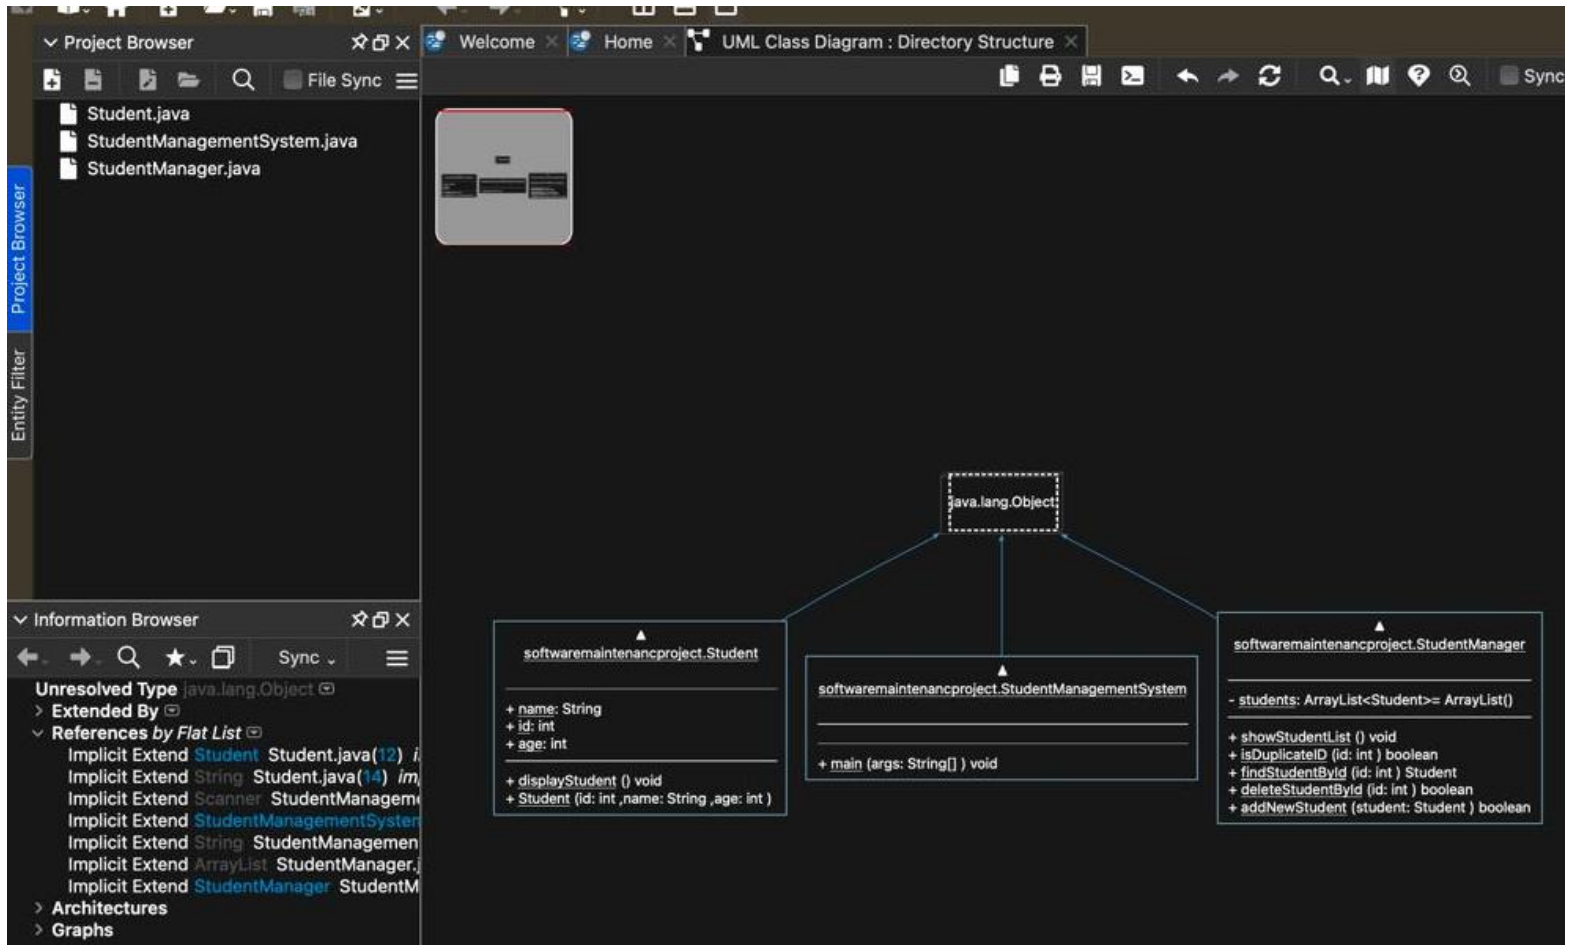 Project Browser
File Sync
Student.java
StudentManagementSystem.java
StudentManager.java
Project Browser
Entity Filter
Information Browser
Sync
Unresolved Type java.lang.Object
Extended By
References by Flat List
Implicit Extend Student Student.java(12)
Implicit Extend String Student.java(14)
Implicit Extend Scanner StudentManagem
Implicit Extend StudentManagementSystem
Implicit Extend String StudentManagemen
Implicit Extend ArrayList StudentManager.j
Implicit Extend StudentManager StudentM
Architectures
Graphs
Welcome
Home
UML Class Diagram : Directory Structure
Sync
java.lang.Object
softwaremaintenancproject.Student
+ name: String
+ id: int
+ age: int
+ displayStudent () void
+ Student (id: int ,name: String ,age: int )
softwaremaintenancproject.StudentManagementSystem
+ main (args: String[] ) void
softwaremaintenancproject.StudentManager
- students: ArrayList<Student>= ArrayList()
+ showStudentList () void
+ isDuplicateID (id: int ) boolean
+ findStudentById (id: int ) Student
+ deleteStudentById (id: int ) boolean
+ addNewStudent (student: Student ) boolean